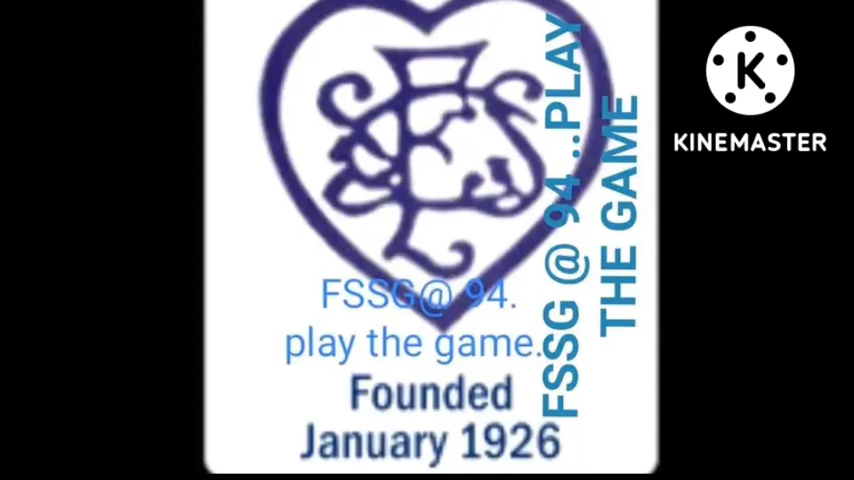 FSSG@ 94.
play the game.
Founded
January 1926
FSSG @ 94 ..PLAY
THE GAME
K
KINEMASTER